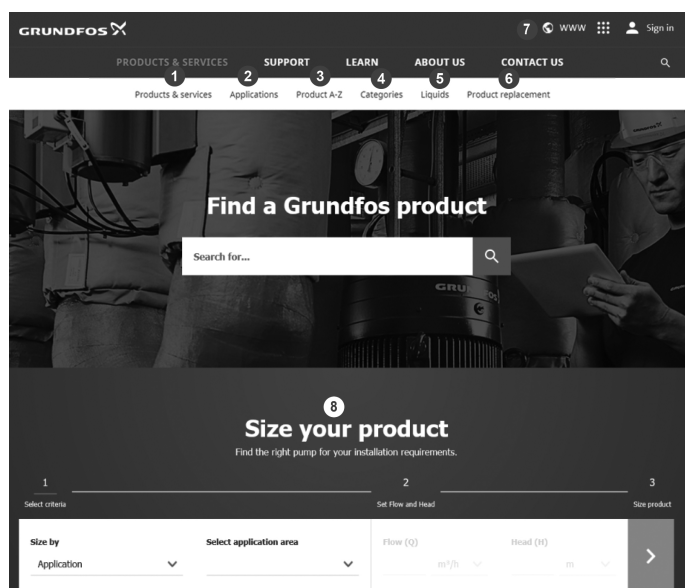 GRUNDFOS
7 WWW Sign in
PRODUCTS & SERVICES SUPPORT LEARN ABOUT US CONTACT US
1 2 3 4 5 6
Products & services Applications Product A-Z Categories Liquids Product replacement
Find a Grundfos product
Search for...
8
Size your product
Find the right pump for your installation requirements.
1 2 3
Select criteria Set Flow and Head Size product
Size by Select application area Flow (Q) Head (H)
Application m³/h m